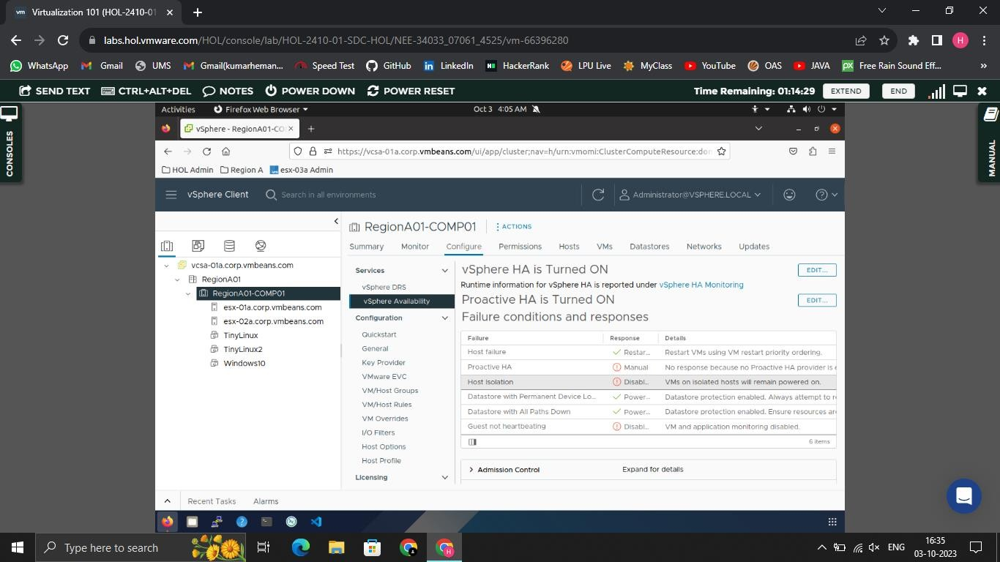 vm Virtualization 101 (HOL-2410-01
labs.hol.vmware.com/HOL/console/lab/HOL-2410-01-SDC-HOL/NEE-34033_07061_4525/vm-66396280
H
WhatsApp Gmail UMS Gmail(kumarheman... Speed Test GitHub LinkedIn HackerRank LPU Live MyClass YouTube OAS JAVA Free Rain Sound Eff... »
SEND TEXT CTRL+ALT+DEL NOTES POWER DOWN POWER RESET Time Remaining: 01:14:29 EXTEND END
CONSOLES
MANUAL
Activities Firefox Web Browser Oct 3 4:05 AM
vSphere - RegionA01-CO
https://vcsa-01a.corp.vmbeans.com/ui/app/cluster;nav=h/urn:vmomi:ClusterComputeResource:dom
HOL Admin Region A esx-03a Admin
vSphere Client Search in all environments Administrator@VSPHERE.LOCAL
RegionA01-COMP01 ACTIONS
Summary Monitor Configure Permissions Hosts VMs Datastores Networks Updates
vcsa-01a.corp.vmbeans.com
RegionA01
RegionA01-COMP01
esx-01a.corp.vmbeans.com
esx-02a.corp.vmbeans.com
TinyLinux
TinyLinux2
Windows10
Services
vSphere DRS
vSphere Availability
Configuration
Quickstart
General
Key Provider
VMware EVC
VM/Host Groups
VM/Host Rules
VM Overrides
I/O Filters
Host Options
Host Profile
Licensing
vSphere HA is Turned ON EDIT...
Runtime information for vSphere HA is reported under vSphere HA Monitoring
Proactive HA is Turned ON EDIT...
Failure conditions and responses
Failure Response Details
Host failure Restar... Restart VMs using VM restart priority ordering.
Proactive HA Manual No response because no Proactive HA provider is e
Host Isolation Disabl... VMs on isolated hosts will remain powered on.
Datastore with Permanent Device Lo... Power... Datastore protection enabled. Always attempt to r
Datastore with All Paths Down Power... Datastore protection enabled. Ensure resources are
Guest not heartbeating Disabl... VM and application monitoring disabled.
6 items
Admission Control Expand for details
Recent Tasks Alarms
Type here to search
ENG 16:35
03-10-2023